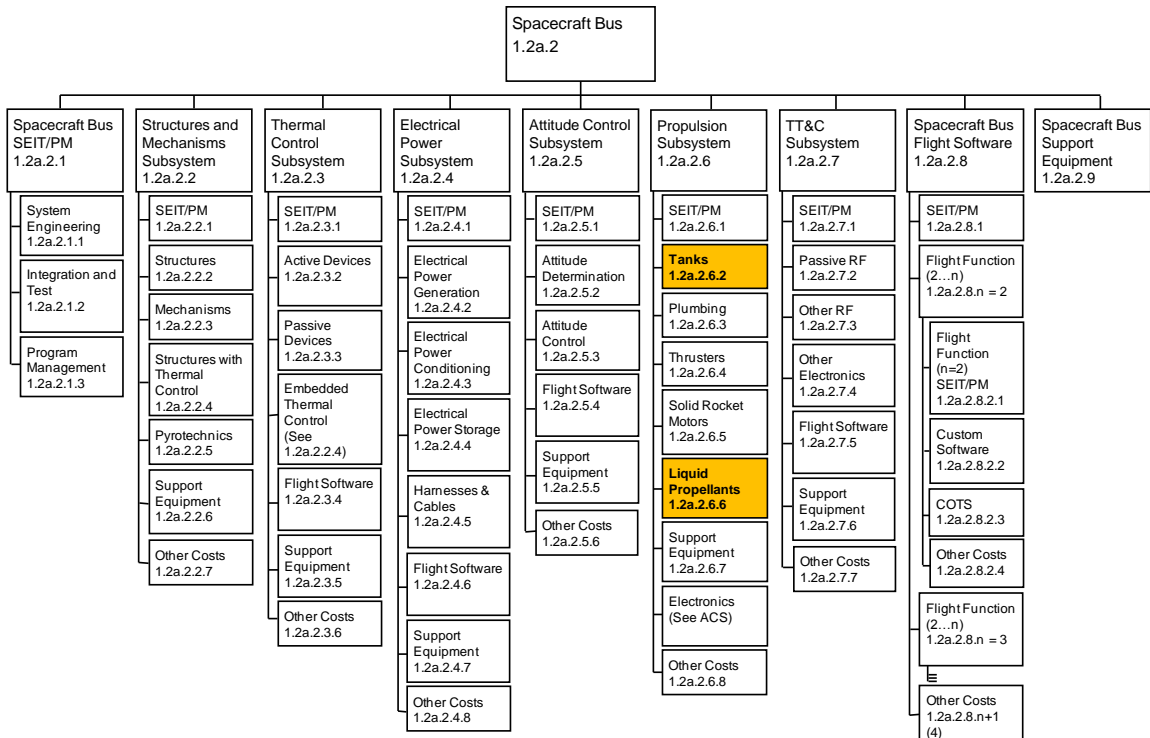 Spacecraft Bus
1.2a.2
Spacecraft Bus
SEIT/PM
1.2a.2.1
System
Engineering
1.2a.2.1.1
Integration and
Test
1.2a.2.1.2
Program
Management
1.2a.2.1.3
Structures and
Mechanisms
Subsystem
1.2a.2.2
SEIT/PM
1.2a.2.2.1
Structures
1.2a.2.2.2
Mechanisms
1.2a.2.2.3
Structures with
Thermal
Control
1.2a.2.2.4
Pyrotechnics
1.2a.2.2.5
Support
Equipment
1.2a.2.2.6
Other Costs
1.2a.2.2.7
Thermal
Control
Subsystem
1.2a.2.3
SEIT/PM
1.2a.2.3.1
Active Devices
1.2a.2.3.2
Passive
Devices
1.2a.2.3.3
Embedded
Thermal
Control
(See
1.2a.2.2.4)
Flight Software
1.2a.2.3.4
Support
Equipment
1.2a.2.3.5
Other Costs
1.2a.2.3.6
Electrical
Power
Subsystem
1.2a.2.4
SEIT/PM
1.2a.2.4.1
Electrical
Power
Generation
1.2a.2.4.2
Electrical
Power
Conditioning
1.2a.2.4.3
Electrical
Power Storage
1.2a.2.4.4
Harnesses &
Cables
1.2a.2.4.5
Flight Software
1.2a.2.4.6
Support
Equipment
1.2a.2.4.7
Other Costs
1.2a.2.4.8
Attitude Control
Subsystem
1.2a.2.5
SEIT/PM
1.2a.2.5.1
Attitude
Determination
1.2a.2.5.2
Attitude
Control
1.2a.2.5.3
Flight Software
1.2a.2.5.4
Support
Equipment
1.2a.2.5.5
Other Costs
1.2a.2.5.6
Propulsion
Subsystem
1.2a.2.6
SEIT/PM
1.2a.2.6.1
Tanks
1.2a.2.6.2
Plumbing
1.2a.2.6.3
Thrusters
1.2a.2.6.4
Solid Rocket
Motors
1.2a.2.6.5
Liquid
Propellants
1.2a.2.6.6
Support
Equipment
1.2a.2.6.7
Electronics
(See ACS)
Other Costs
1.2a.2.6.8
TT&C
Subsystem
1.2a.2.7
SEIT/PM
1.2a.2.7.1
Passive RF
1.2a.2.7.2
Other RF
1.2a.2.7.3
Other
Electronics
1.2a.2.7.4
Flight Software
1.2a.2.7.5
Support
Equipment
1.2a.2.7.6
Other Costs
1.2a.2.7.7
Spacecraft Bus
Flight Software
1.2a.2.8
SEIT/PM
1.2a.2.8.1
Flight Function
(2...n)
1.2a.2.8.n = 2
Flight
Function
(n=2)
SEIT/PM
1.2a.2.8.2.1
Custom
Software
1.2a.2.8.2.2
COTS
1.2a.2.8.2.3
Other Costs
1.2a.2.8.2.4
Flight Function
(2...n)
1.2a.2.8.n = 3
Other Costs
1.2a.2.8.n+1
(4)
Spacecraft Bus
Support
Equipment
1.2a.2.9